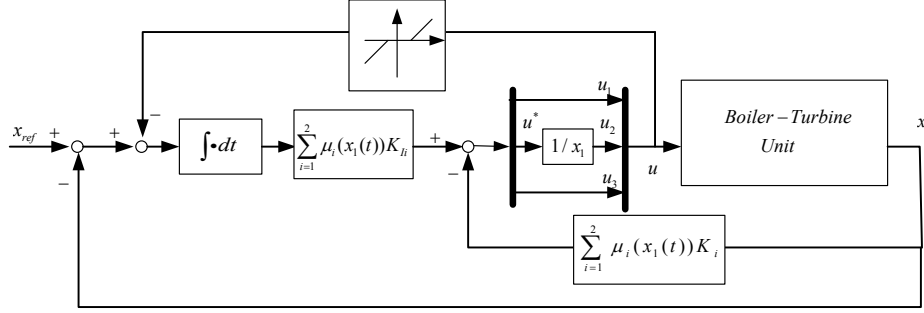 x_ref
+
−
+
−
∫•dt
∑_{i=1}^{2} μ_i(x_1(t))K_{Ii}
+
−
u*
u_1
1/x_1
u_2
u_3
u
Boiler−Turbine
Unit
x
∑_{i=1}^{2} μ_i(x_1(t))K_i